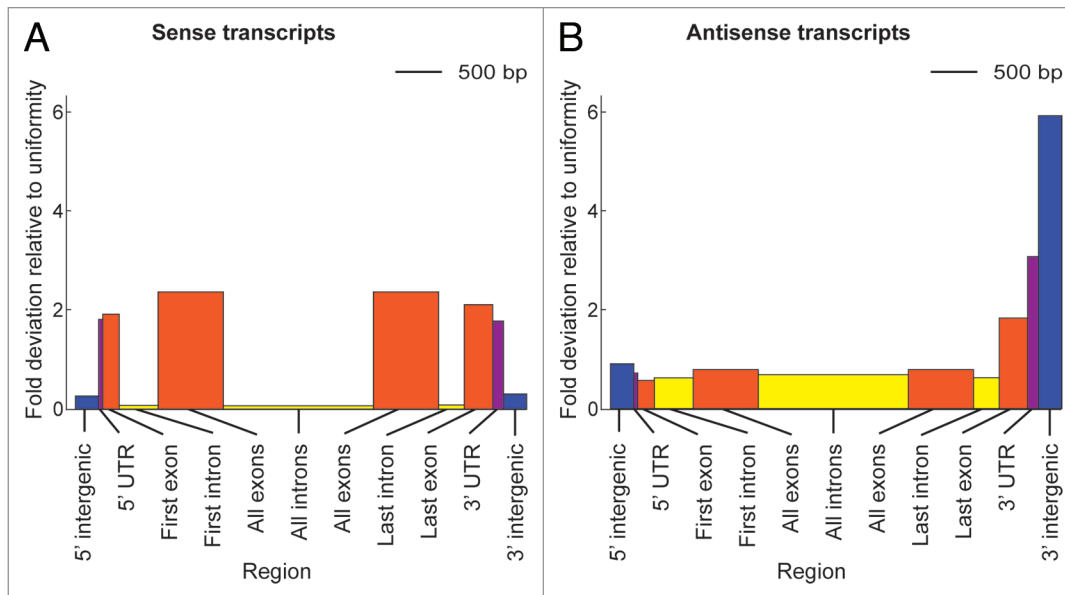 A
Sense transcripts
500 bp
Fold deviation relative to uniformity
6
4
2
0
5' intergenic
5' UTR
First exon
First intron
All exons
All introns
All exons
Last intron
Last exon
3' UTR
3' intergenic
Region
B
Antisense transcripts
500 bp
Fold deviation relative to uniformity
6
4
2
0
5' intergenic
5' UTR
First exon
First intron
All exons
All introns
All exons
Last intron
Last exon
3' UTR
3' intergenic
Region